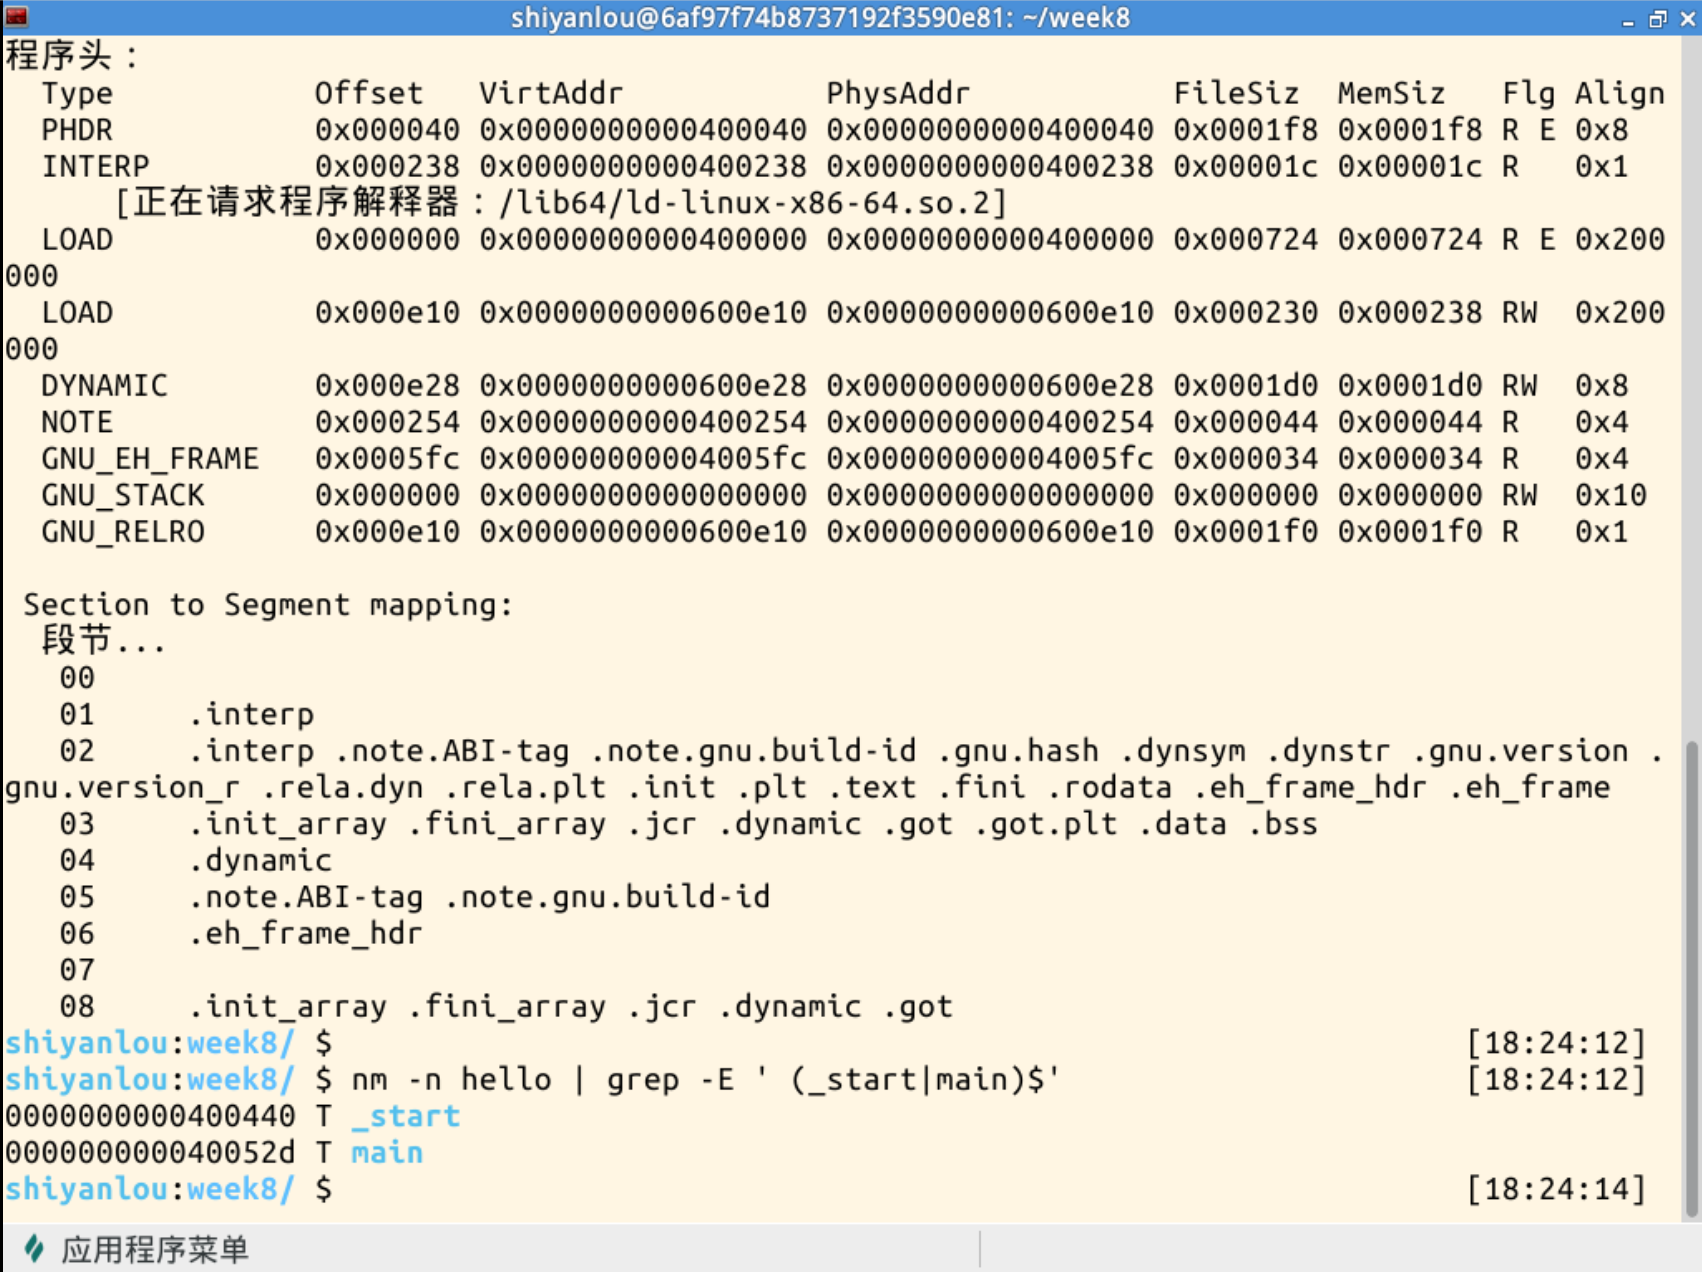 shiyanlou@6af97f74b8737192f3590e81: ~/week8
程序头：
  Type           Offset   VirtAddr           PhysAddr           FileSiz  MemSiz   Flg Align
  PHDR           0x000040 0x0000000000400040 0x0000000000400040 0x0001f8 0x0001f8 R E 0x8
  INTERP         0x000238 0x0000000000400238 0x0000000000400238 0x00001c 0x00001c R   0x1
      [正在请求程序解释器：/lib64/ld-linux-x86-64.so.2]
  LOAD           0x000000 0x0000000000400000 0x0000000000400000 0x000724 0x000724 R E 0x200
000
  LOAD           0x000e10 0x0000000000600e10 0x0000000000600e10 0x000230 0x000238 RW  0x200
000
  DYNAMIC        0x000e28 0x0000000000600e28 0x0000000000600e28 0x0001d0 0x0001d0 RW  0x8
  NOTE           0x000254 0x0000000000400254 0x0000000000400254 0x000044 0x000044 R   0x4
  GNU_EH_FRAME   0x0005fc 0x00000000004005fc 0x00000000004005fc 0x000034 0x000034 R   0x4
  GNU_STACK      0x000000 0x0000000000000000 0x0000000000000000 0x000000 0x000000 RW  0x10
  GNU_RELRO      0x000e10 0x0000000000600e10 0x0000000000600e10 0x0001f0 0x0001f0 R   0x1
 Section to Segment mapping:
  段节...
   00
   01     .interp
   02     .interp .note.ABI-tag .note.gnu.build-id .gnu.hash .dynsym .dynstr .gnu.version .
gnu.version_r .rela.dyn .rela.plt .init .plt .text .fini .rodata .eh_frame_hdr .eh_frame
   03     .init_array .fini_array .jcr .dynamic .got .got.plt .data .bss
   04     .dynamic
   05     .note.ABI-tag .note.gnu.build-id
   06     .eh_frame_hdr
   07
   08     .init_array .fini_array .jcr .dynamic .got
shiyanlou:week8/ $ [18:24:12]
shiyanlou:week8/ $ nm -n hello | grep -E ' (_start|main)$' [18:24:12]
0000000000400440 T _start
000000000040052d T main
shiyanlou:week8/ $ [18:24:14]
应用程序菜单